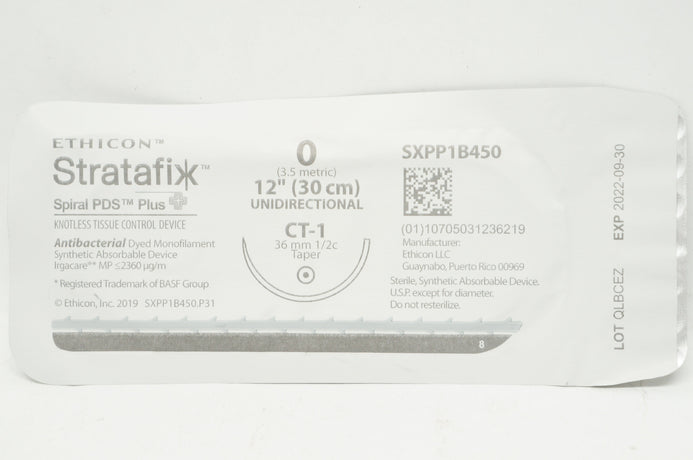 ETHICON™
Stratafix™
Spiral PDS™ Plus
KNOTLESS TISSUE CONTROL DEVICE
Antibacterial Dyed Monofilament
Synthetic Absorbable Device
Irgacare** MP ≤2360 µg/m
* Registered Trademark of BASF Group
© Ethicon, Inc. 2019 SXPP1B450.P31
0
(3.5 metric)
12" (30 cm)
UNIDIRECTIONAL
CT-1
36 mm 1/2c
Taper
SXPP1B450
(01)10705031236219
Manufacturer:
Ethicon LLC
Guaynabo, Puerto Rico 00969
Sterile, Synthetic Absorbable Device.
U.S.P. except for diameter.
Do not resterilize.
8
LOT QLBCEZ EXP 2022-09-30